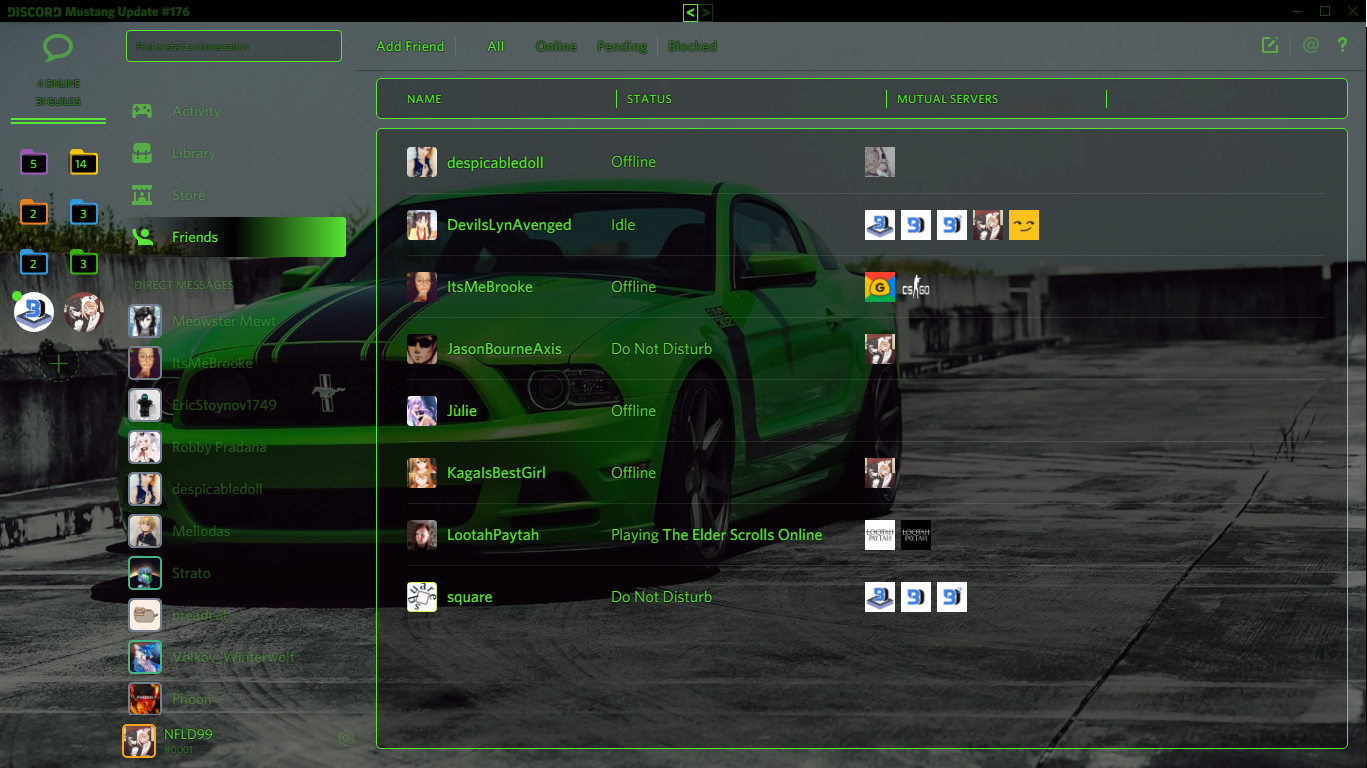 DISCORD Mustang Update #176
< >
Find or start a conversation
Add Friend
All
Online
Pending
Blocked
@
?
4 ONLINE
31 GUILDS
5
14
2
3
2
3
Activity
Library
Store
Friends
DIRECT MESSAGES
Meowster Mewt
ItsMeBrooke
EricStoynov1749
Robby Pradana
despicabledoll
Meliodas
Strato
breadcat
Volkov_Winterwolf
Phoon
NFLD99
#0001
NAME STATUS MUTUAL SERVERS
despicabledoll Offline
DevilsLynAvenged Idle
ItsMeBrooke Offline G CS GO
JasonBourneAxis Do Not Disturb
Jùlie Offline
KagaIsBestGirl Offline
LootahPaytah Playing The Elder Scrolls Online LOOTAH PAYTAH LOOTAH PAYTAH
square Do Not Disturb